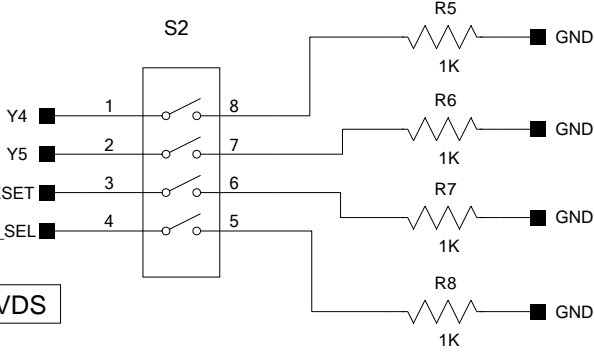 R5
S2
GND
1K
R6
Y4 1 8
GND
Y5 2 7
1K
R7
ESET 3 6
GND
_SEL 4 5
1K
R8
VDS
GND
1K